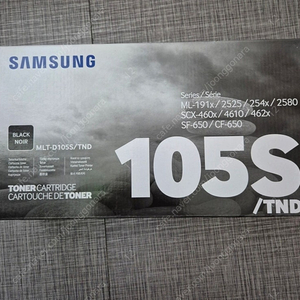 SAMSUNG
Series/Série
ML-191x/2525/254x/2580
SCX-460x/4610/462x
SF-650/CF-650
BLACK
NOIR
MLT-D105S/TND
105S
/TND
TONER CARTRIDGE
CARTOUCHE DE TONER